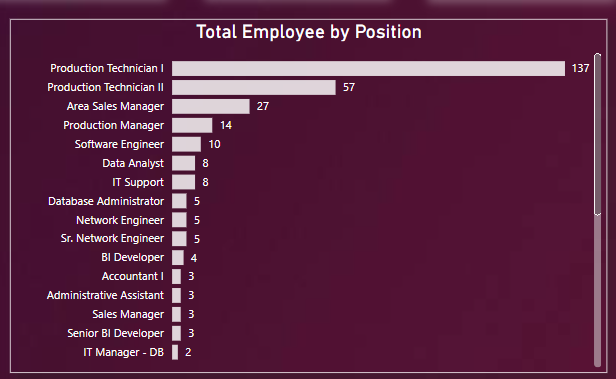 Total Employee by Position
Production Technician I 137
Production Technician II 57
Area Sales Manager 27
Production Manager 14
Software Engineer 10
Data Analyst 8
IT Support 8
Database Administrator 5
Network Engineer 5
Sr. Network Engineer 5
BI Developer 4
Accountant I 3
Administrative Assistant 3
Sales Manager 3
Senior BI Developer 3
IT Manager - DB 2